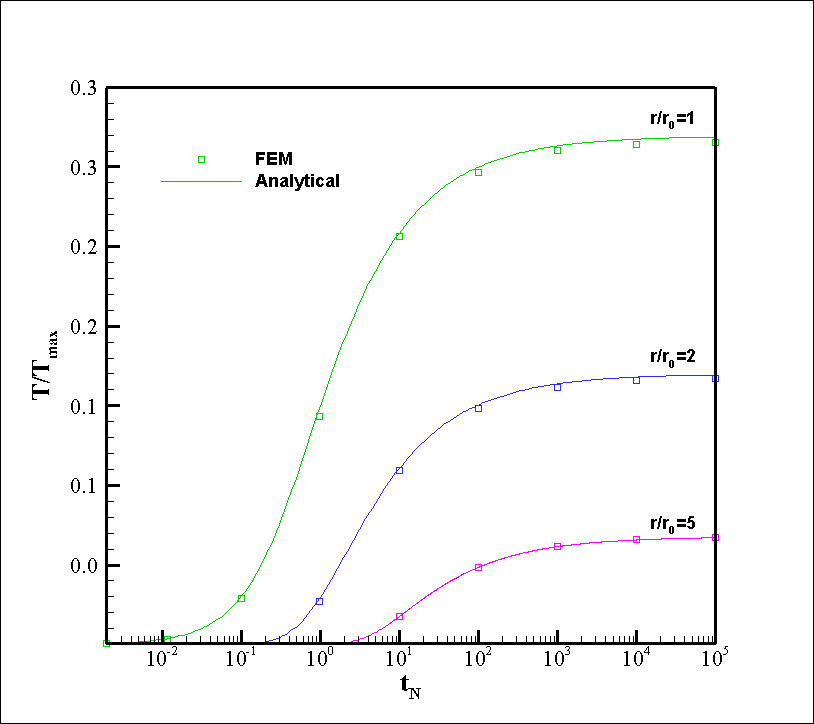 0.3
r/r0=1
FEM
0.3
Analytical
0.2
0.2
T/Tmax
r/r0=2
0.1
0.1
r/r0=5
0.0
10-2 10-1 100 101 102 103 104 105
tN